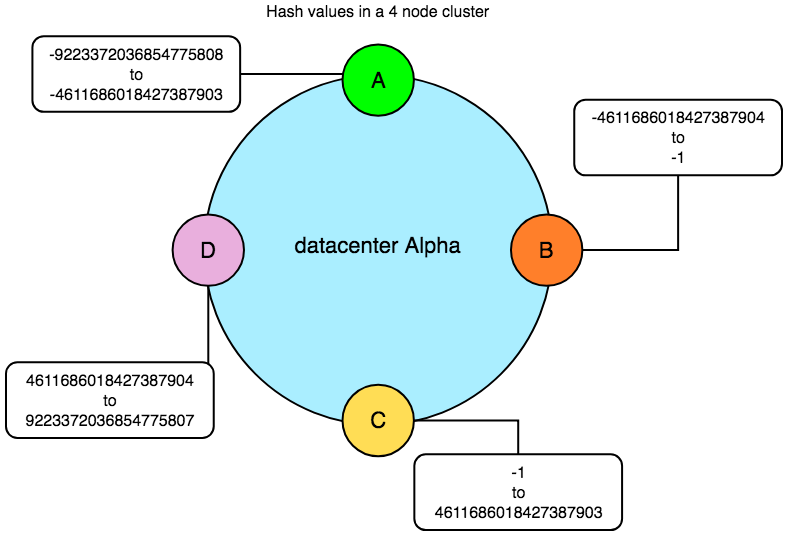 Hash values in a 4 node cluster
-9223372036854775808
to
-4611686018427387903
A
-4611686018427387904
to
-1
D
datacenter Alpha
B
4611686018427387904
to
9223372036854775807
C
-1
to
4611686018427387903